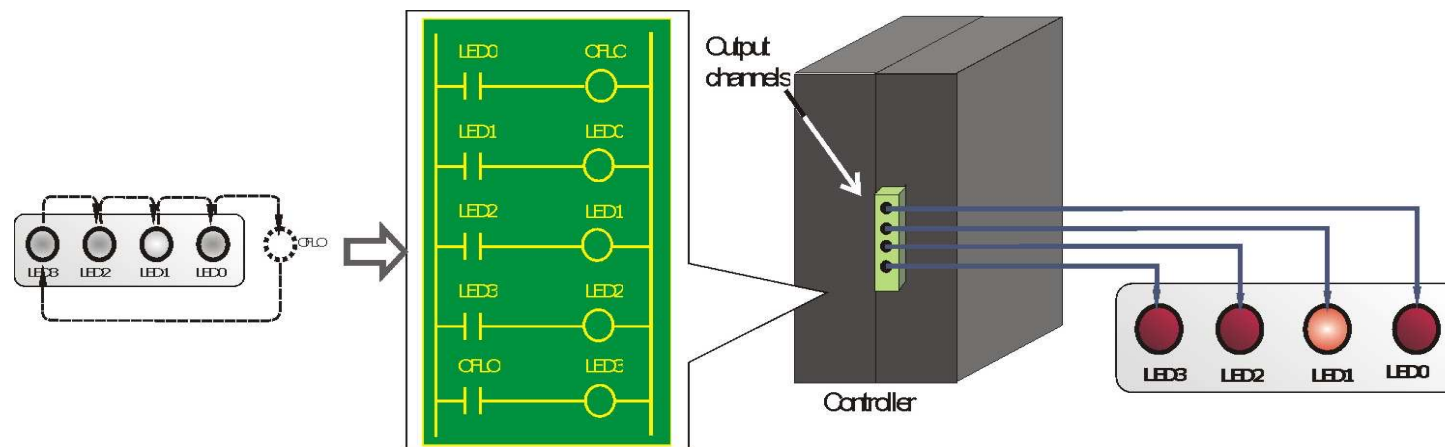 LED3 LED2 LED1 LED0 OFLO
LED0 OFLO
LED1 LED0
LED2 LED1
LED3 LED2
OFLO LED3
Output
channels
Controller
LED3 LED2 LED1 LED0